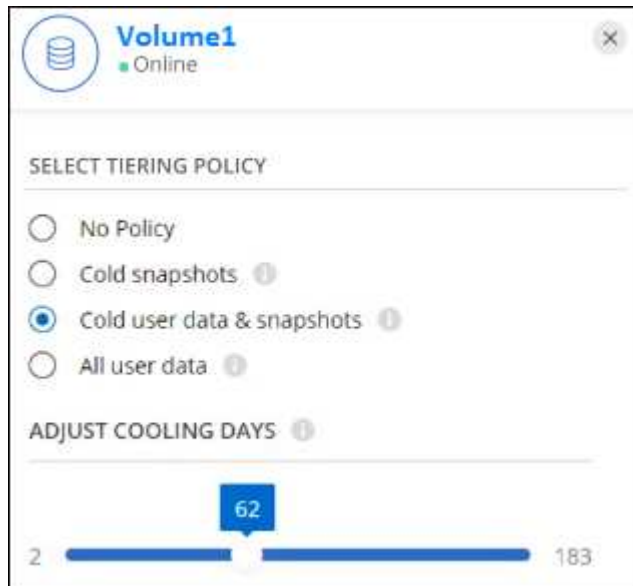 Volume1
Online
SELECT TIERING POLICY
No Policy
Cold snapshots i
Cold user data & snapshots i
All user data i
ADJUST COOLING DAYS i
62
2 183